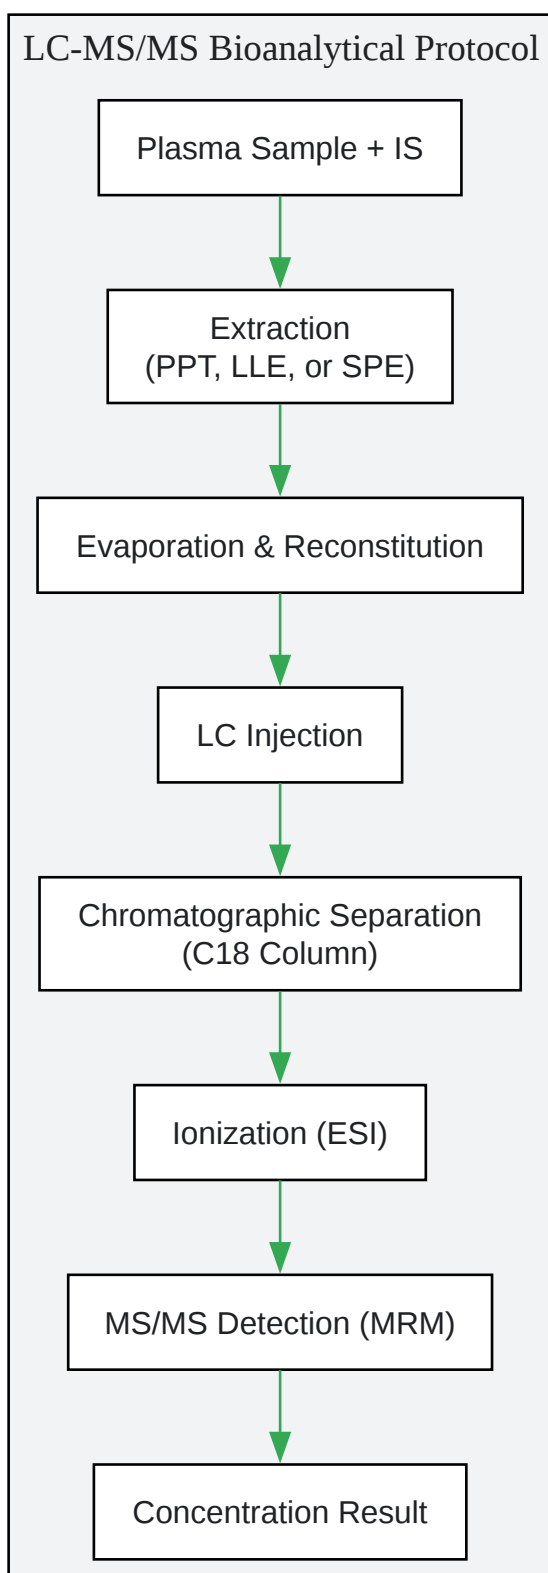 LC-MS/MS Bioanalytical Protocol
Plasma Sample + IS
Extraction
(PPT, LLE, or SPE)
Evaporation & Reconstitution
LC Injection
Chromatographic Separation
(C18 Column)
Ionization (ESI)
MS/MS Detection (MRM)
Concentration Result